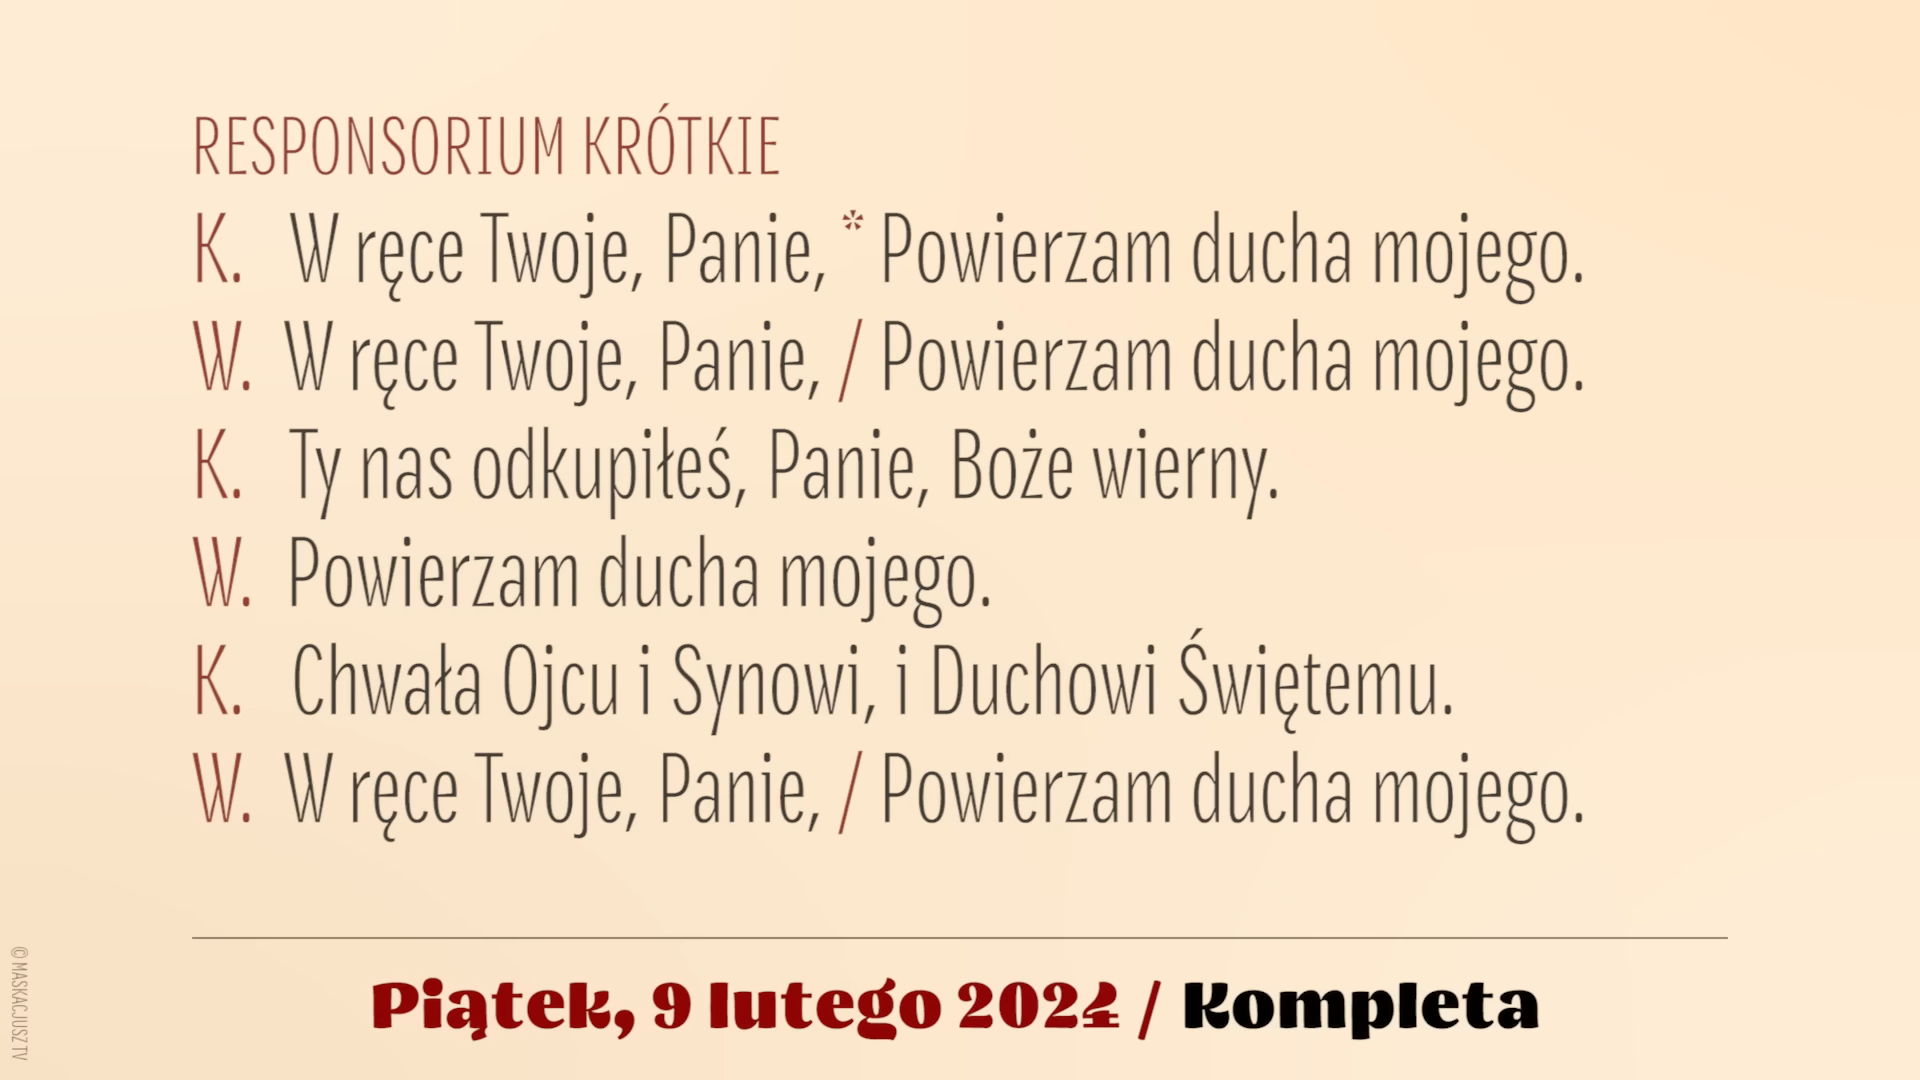 RESPONSORIUM KRÓTKIE
K. W ręce Twoje, Panie, * Powierzam ducha mojego.
W. W ręce Twoje, Panie, / Powierzam ducha mojego.
K. Ty nas odkupiłeś, Panie, Boże wierny.
W. Powierzam ducha mojego.
K. Chwała Ojcu i Synowi, i Duchowi Świętemu.
W. W ręce Twoje, Panie, / Powierzam ducha mojego.
Piątek, 9 lutego 2024 / Kompleta
© MASKACJUSZ TV